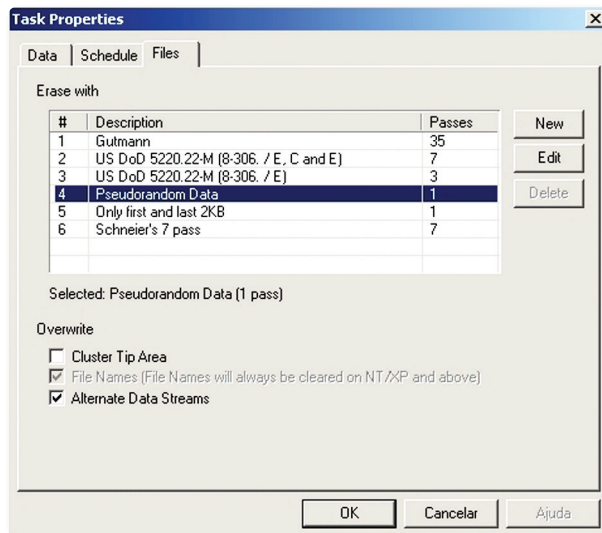 Task Properties
Data Schedule Files
Erase with
# Description Passes
1 Gutmann 35
2 US DoD 5220.22-M (8-306. / E, C and E) 7
3 US DoD 5220.22-M (8-306. / E) 3
4 Pseudorandom Data 1
5 Only first and last 2KB 1
6 Schneier's 7 pass 7
New
Edit
Delete
Selected: Pseudorandom Data (1 pass)
Overwrite
Cluster Tip Area
File Names (File Names will always be cleared on NT/XP and above)
Alternate Data Streams
OK Cancelar Ajuda